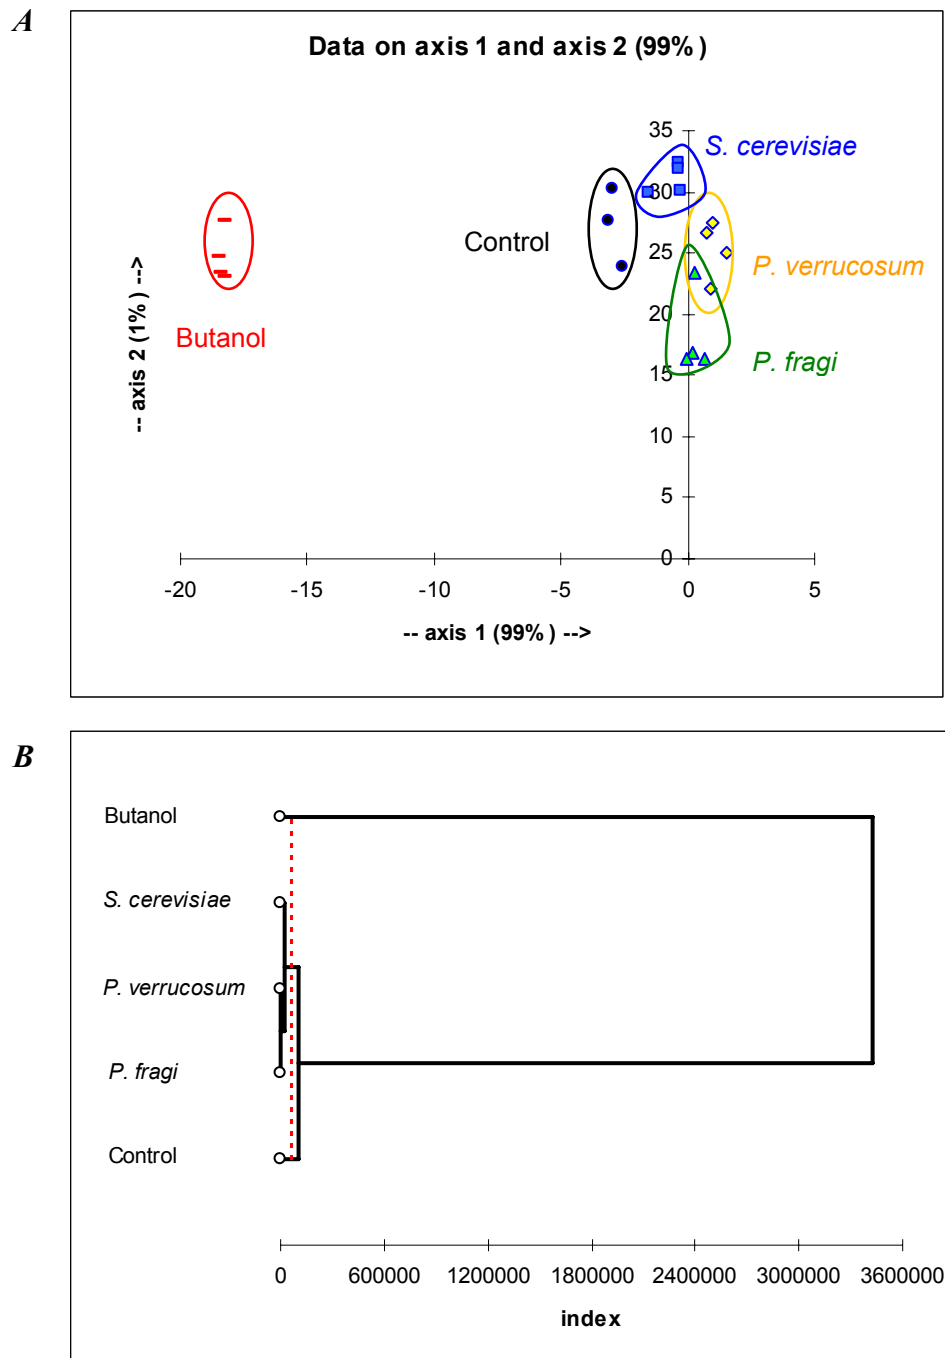 A
Data on axis 1 and axis 2 (99%)
35
S. cerevisiae
30
Control
25
P. verrucosum
20
Butanol
P. fragi
15
10
5
0
-- axis 2 (1%) -->
-20 -15 -10 -5 0 5
-- axis 1 (99%) -->
B
Butanol
S. cerevisiae
P. verrucosum
P. fragi
Control
0 600000 1200000 1800000 2400000 3000000 3600000
index